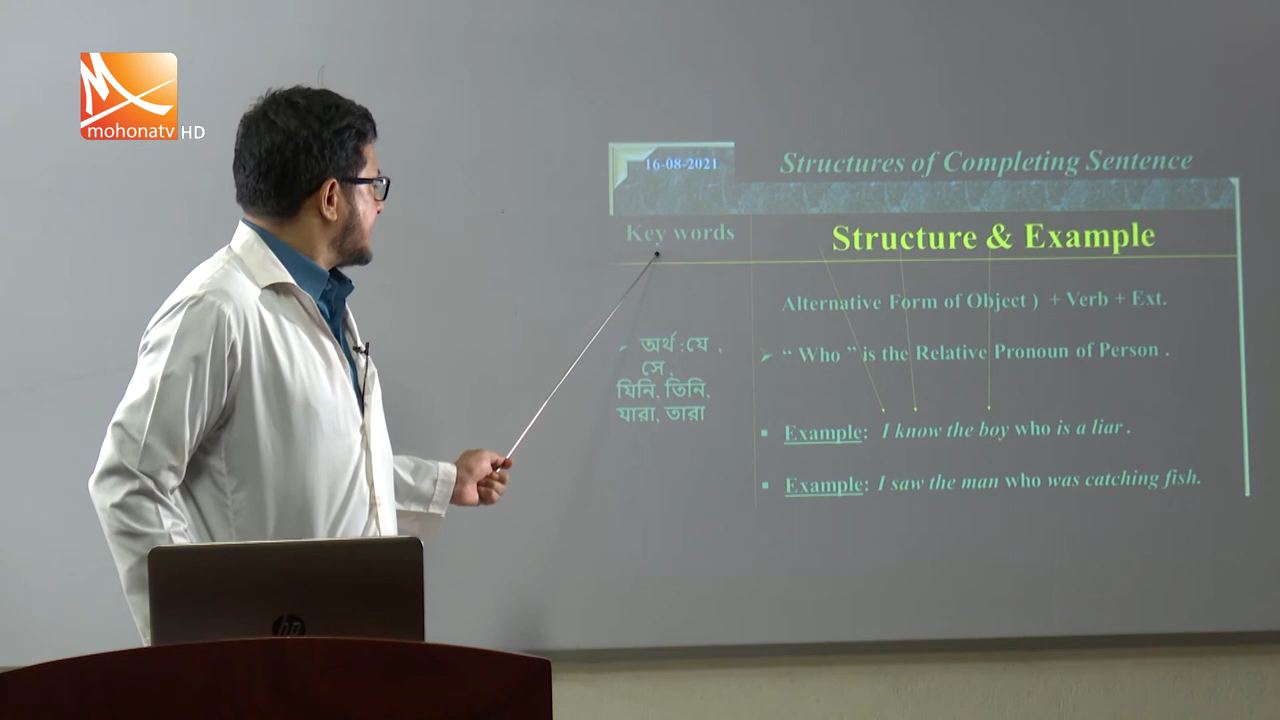 mohonatv HD
16-08-2021
Structures of Completing Sentence
Key words
Structure & Example
Alternative Form of Object ) + Verb + Ext.
অর্থ :যে ,
সে ,
যিনি, তিনি,
যারা, তারা
“ Who ” is the Relative Pronoun of Person .
Example: I know the boy who is a liar .
Example: I saw the man who was catching fish.
hp